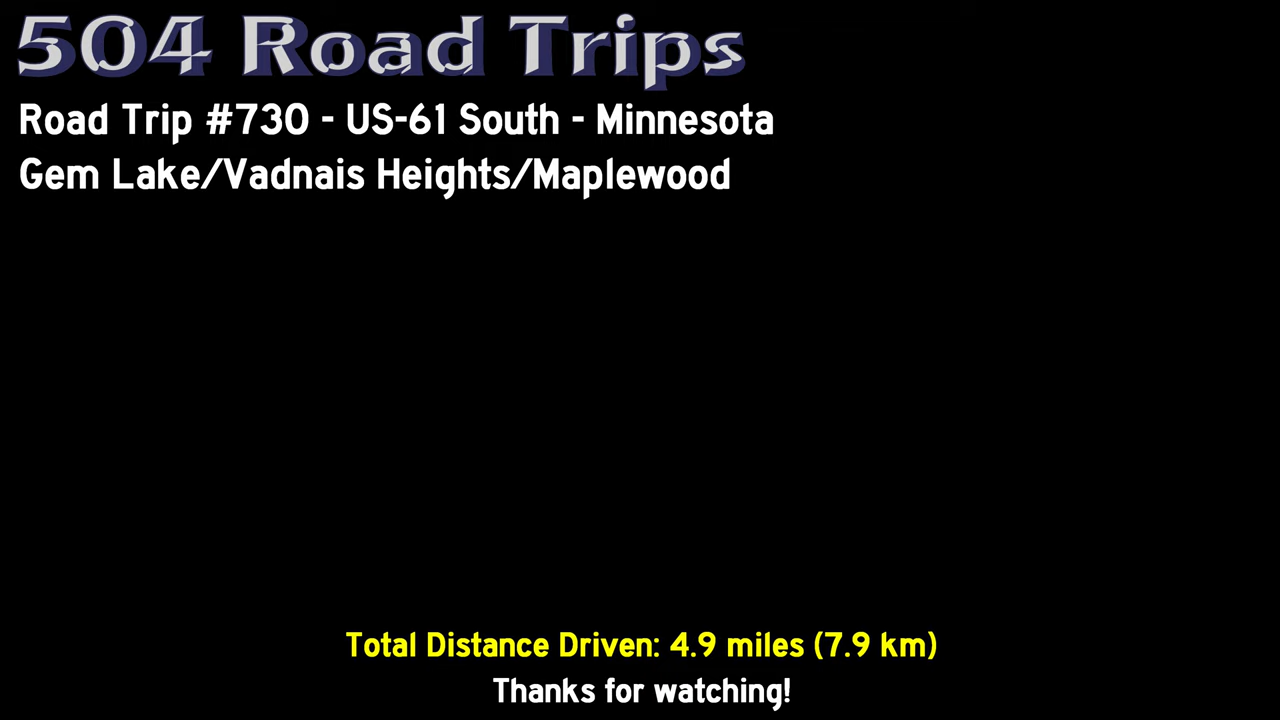 504 Road Trips
Road Trip #730 - US-61 South - Minnesota
Gem Lake/Vadnais Heights/Maplewood
Total Distance Driven: 4.9 miles (7.9 km)
Thanks for watching!